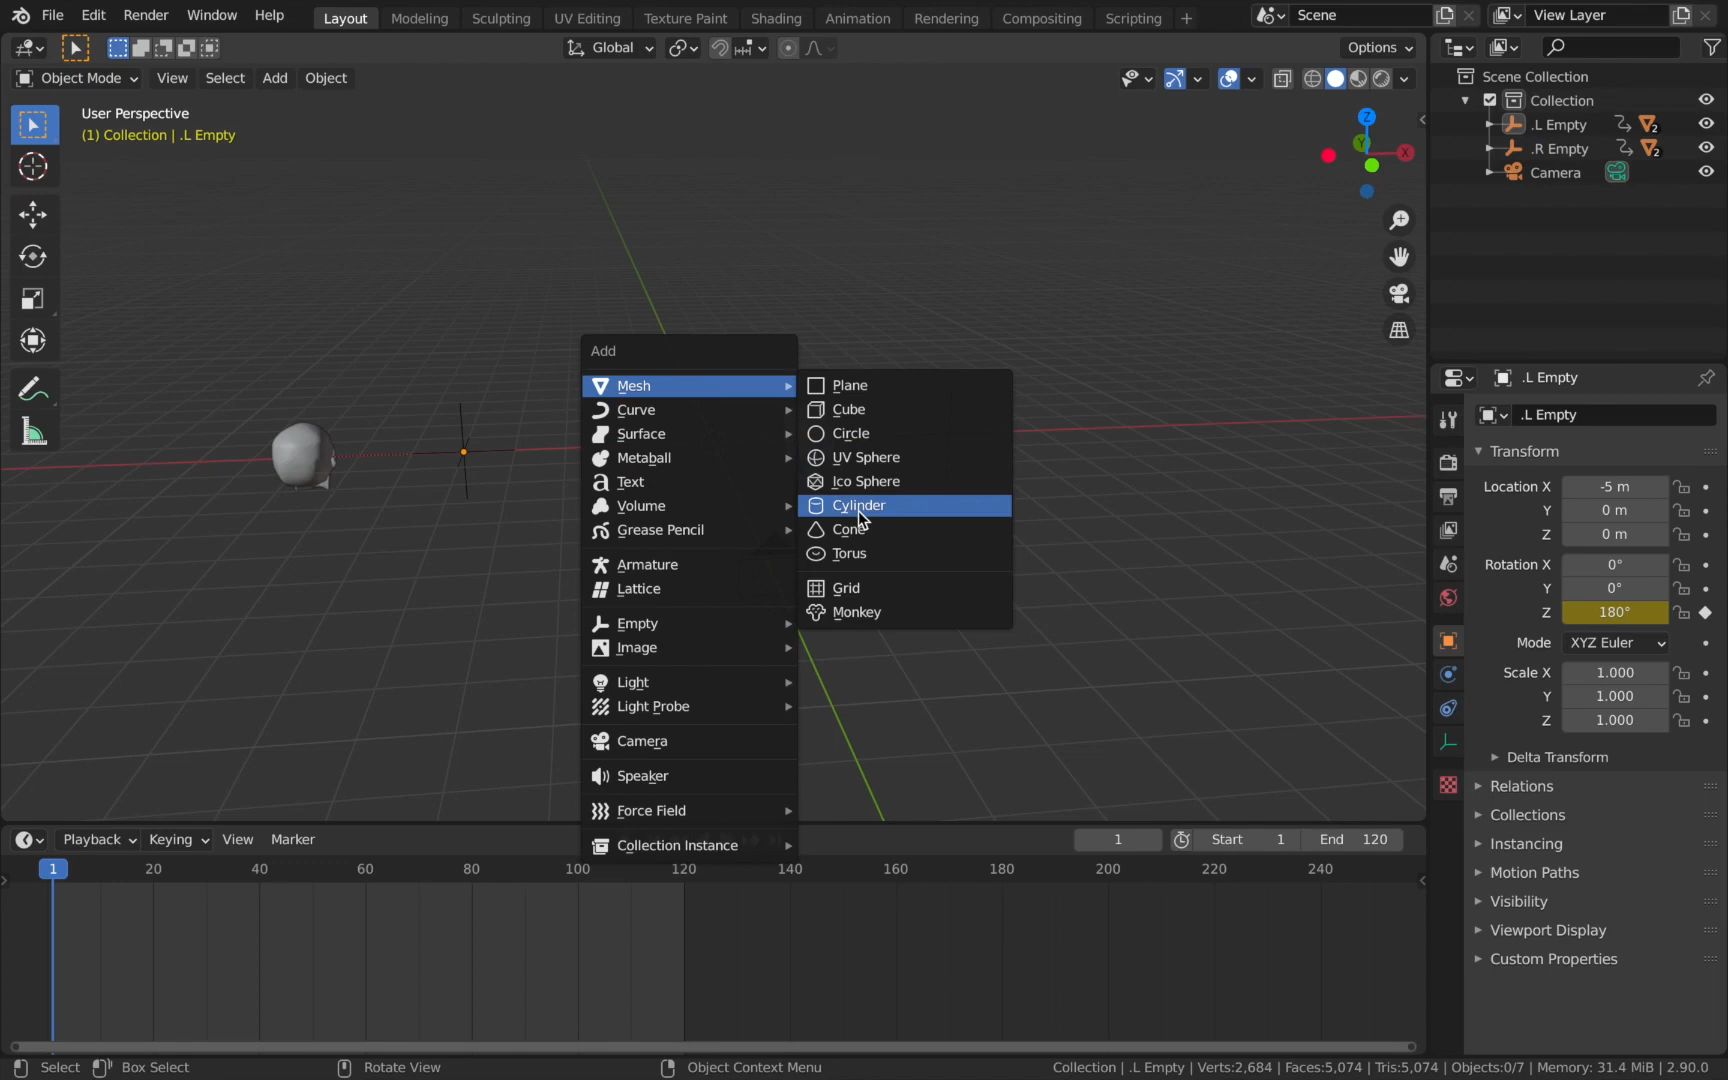 File Edit Render Window Help Layout Modeling Sculpting UV Editing Texture Paint Shading Animation Rendering Compositing Scripting + Scene View Layer
Global Options
Object Mode View Select Add Object
User Perspective
(1) Collection | .L Empty
Z
Y
X
Scene Collection
Collection
.L Empty 2
.R Empty 2
Camera
Add
Mesh
Curve
Surface
Metaball
Text
Volume
Grease Pencil
Armature
Lattice
Empty
Image
Light
Light Probe
Camera
Speaker
Force Field
Collection Instance
Plane
Cube
Circle
UV Sphere
Ico Sphere
Cylinder
Cone
Torus
Grid
Monkey
.L Empty
.L Empty
Transform
Location X -5 m
Y 0 m
Z 0 m
Rotation X 0°
Y 0°
Z 180°
Mode XYZ Euler
Scale X 1.000
Y 1.000
Z 1.000
Delta Transform
Relations
Collections
Instancing
Motion Paths
Visibility
Viewport Display
Custom Properties
Playback Keying View Marker 1 Start 1 End 120
1 20 40 60 80 100 120 140 160 180 200 220 240
Select Box Select Rotate View Object Context Menu Collection | .L Empty | Verts:2,684 | Faces:5,074 | Tris:5,074 | Objects:0/7 | Memory: 31.4 MiB | 2.90.0